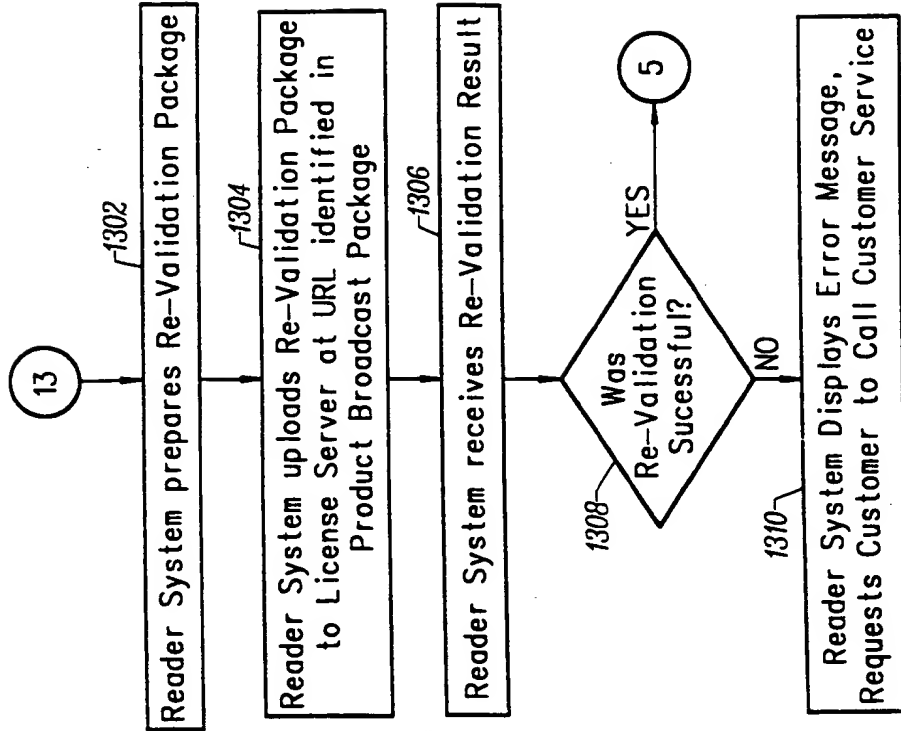 13
1302
Reader System prepares Re-Validation Package
1304
Reader System uploads Re-Validation Package
to License Server at URL identified in
Product Broadcast Package
1306
Reader System receives Re-Validation Result
1308
Was
Re-Validation
Sucessful?
YES
5
NO
1310
Reader System Displays Error Message,
Requests Customer to Call Customer Service